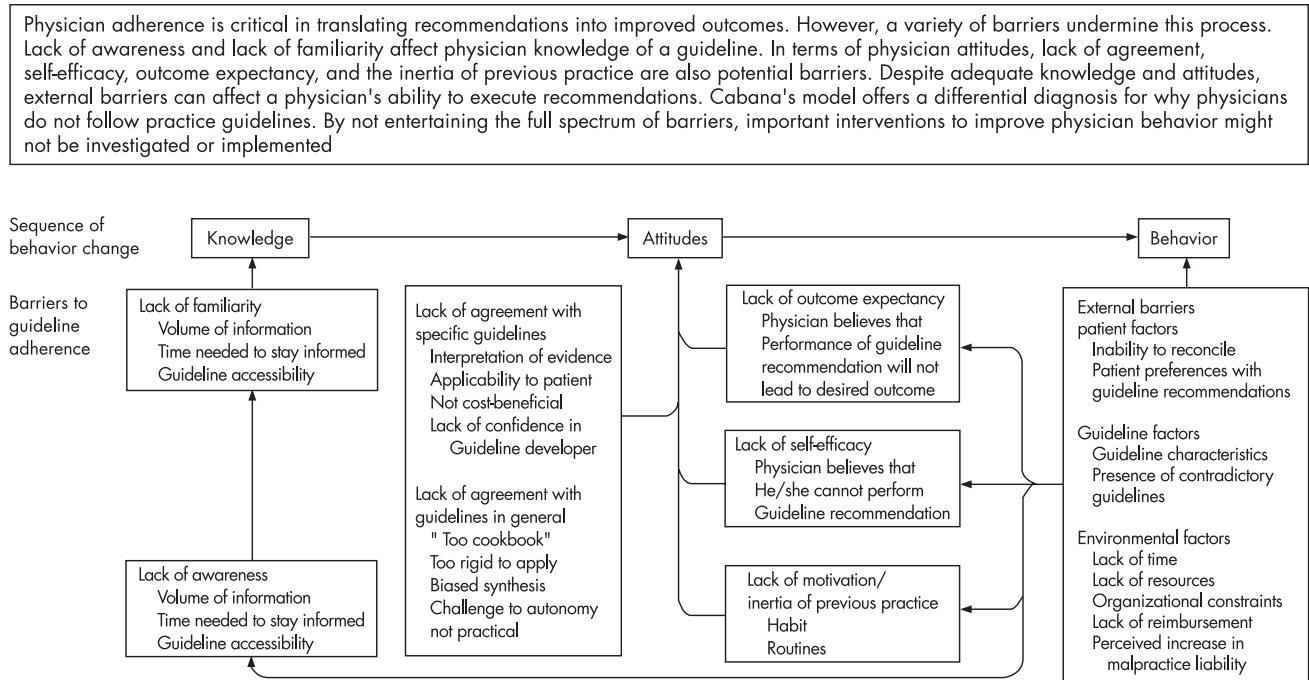 Physician adherence is critical in translating recommendations into improved outcomes. However, a variety of barriers undermine this process.
Lack of awareness and lack of familiarity affect physician knowledge of a guideline. In terms of physician attitudes, lack of agreement,
self-efficacy, outcome expectancy, and the inertia of previous practice are also potential barriers. Despite adequate knowledge and attitudes,
external barriers can affect a physician's ability to execute recommendations. Cabana's model offers a differential diagnosis for why physicians
do not follow practice guidelines. By not entertaining the full spectrum of barriers, important interventions to improve physician behavior might
not be investigated or implemented
Sequence of
behavior change
Knowledge
Attitudes
Behavior
Barriers to
guideline
adherence
Lack of familiarity
Volume of information
Time needed to stay informed
Guideline accessibility
Lack of awareness
Volume of information
Time needed to stay informed
Guideline accessibility
Lack of agreement with
specific guidelines
Interpretation of evidence
Applicability to patient
Not cost-beneficial
Lack of confidence in
Guideline developer
Lack of agreement with
guidelines in general
" Too cookbook"
Too rigid to apply
Biased synthesis
Challenge to autonomy
not practical
Lack of outcome expectancy
Physician believes that
Performance of guideline
recommendation will not
lead to desired outcome
Lack of self-efficacy
Physician believes that
He/she cannot perform
Guideline recommendation
Lack of motivation/
inertia of previous practice
Habit
Routines
External barriers
patient factors
Inability to reconcile
Patient preferences with
guideline recommendations
Guideline factors
Guideline characteristics
Presence of contradictory
guidelines
Environmental factors
Lack of time
Lack of resources
Organizational constraints
Lack of reimbursement
Perceived increase in
malpractice liability